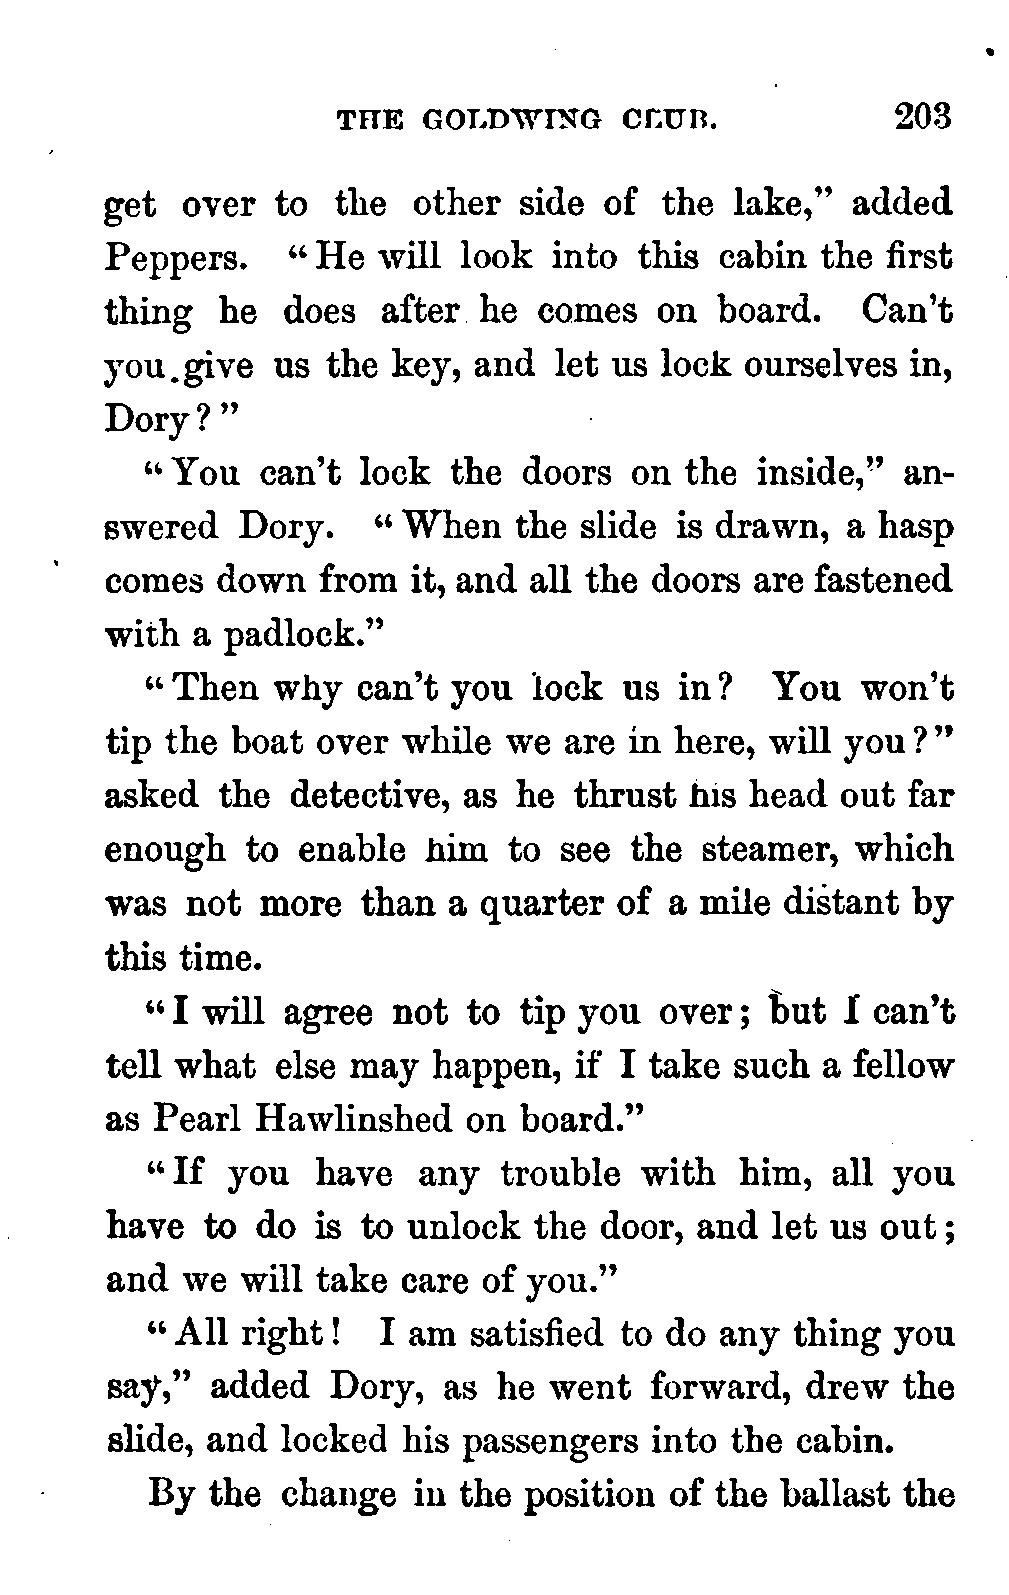 THE GOLDWING CLUB. 203
get over to the other side of the lake,” added
Peppers. “He will look into this cabin the first
thing he does after he comes on board. Can’t
you give us the key, and let us lock ourselves in,
Dory?”
“You can’t lock the doors on the inside,” an-
swered Dory. “When the slide is drawn, a hasp
comes down from it, and all the doors are fastened
with a padlock.”
“Then why can’t you lock us in? You won’t
tip the boat over while we are in here, will you?”
asked the detective, as he thrust his head out far
enough to enable him to see the steamer, which
was not more than a quarter of a mile distant by
this time.
“I will agree not to tip you over; but I can’t
tell what else may happen, if I take such a fellow
as Pearl Hawlinshed on board.”
“If you have any trouble with him, all you
have to do is to unlock the door, and let us out;
and we will take care of you.”
“All right! I am satisfied to do any thing you
say,” added Dory, as he went forward, drew the
slide, and locked his passengers into the cabin.
By the change in the position of the ballast the